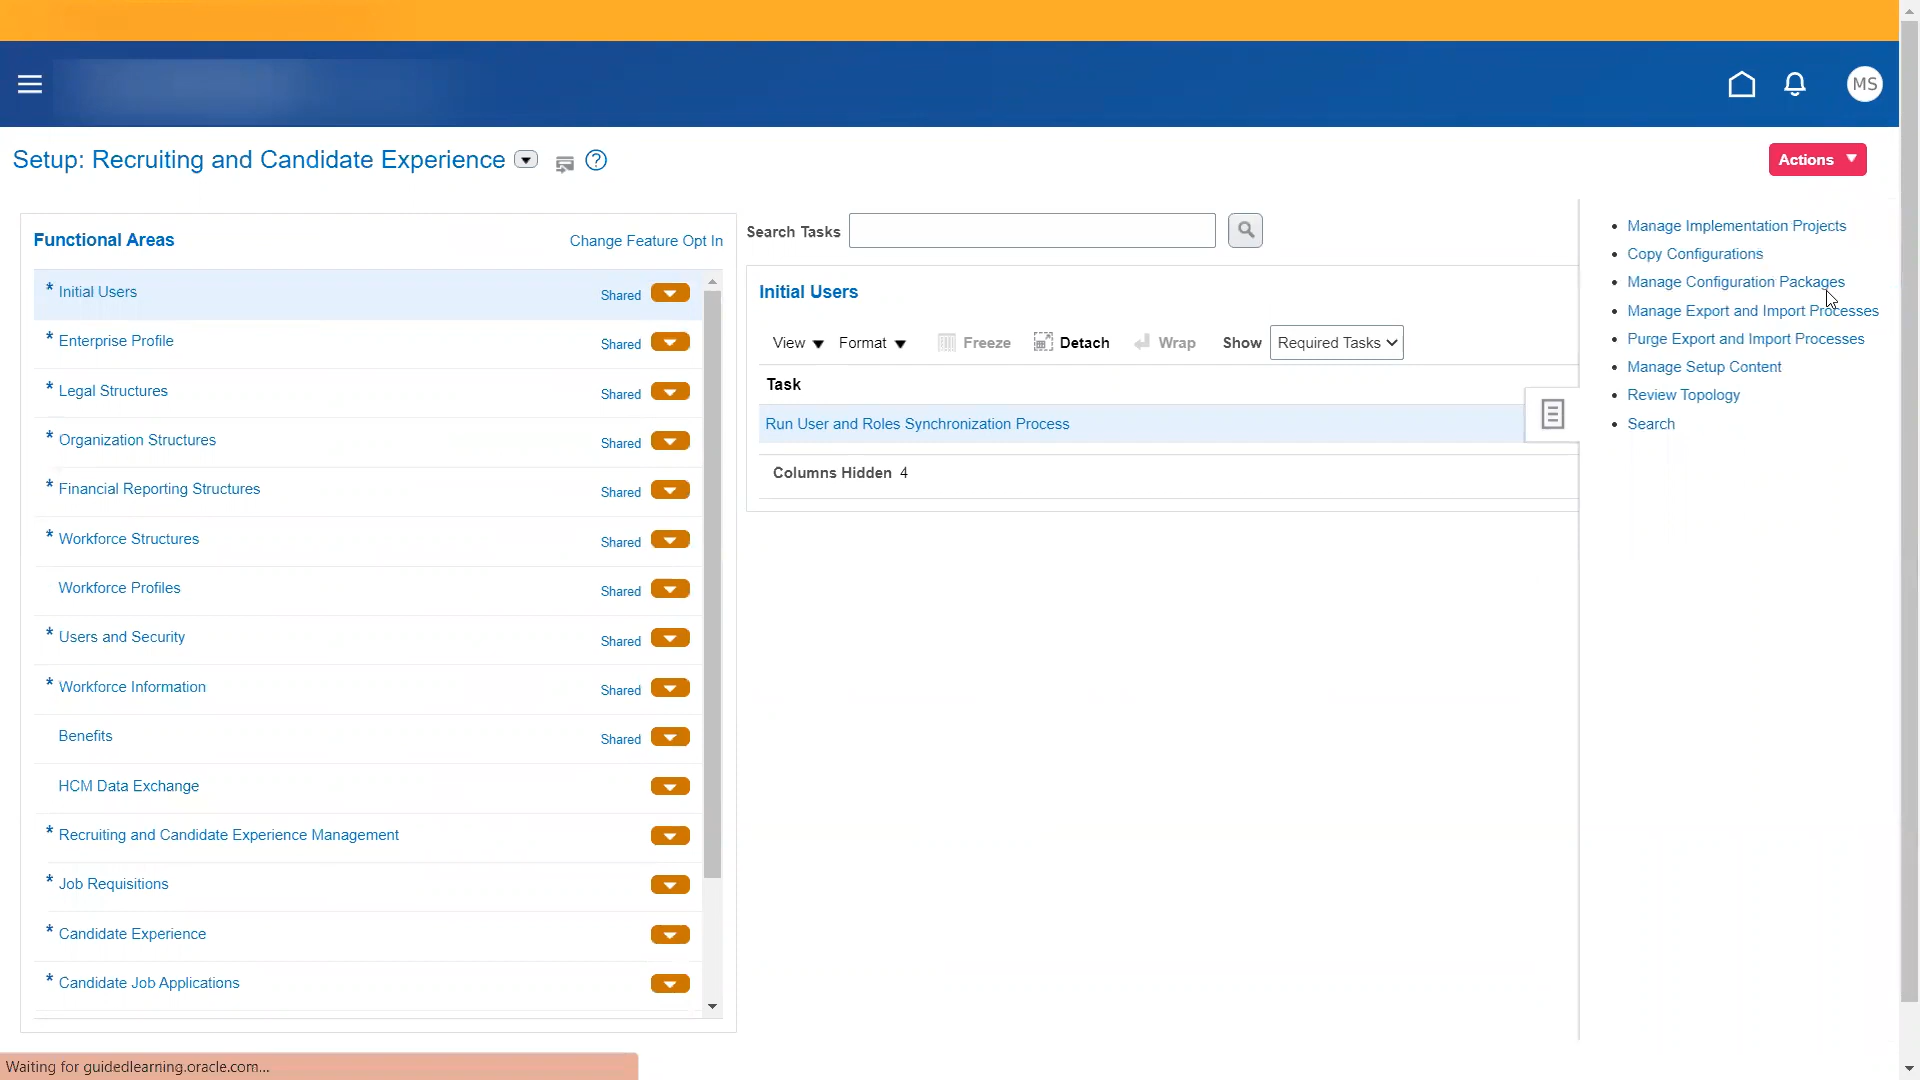 MS
Setup: Recruiting and Candidate Experience
Actions
Functional Areas
Change Feature Opt In
* Initial Users Shared
* Enterprise Profile Shared
* Legal Structures Shared
* Organization Structures Shared
* Financial Reporting Structures Shared
* Workforce Structures Shared
Workforce Profiles Shared
* Users and Security Shared
* Workforce Information Shared
Benefits Shared
HCM Data Exchange
* Recruiting and Candidate Experience Management
* Job Requisitions
* Candidate Experience
* Candidate Job Applications
Search Tasks
Initial Users
View Format Freeze Detach Wrap Show Required Tasks
Task
Run User and Roles Synchronization Process
Columns Hidden 4
Manage Implementation Projects
Copy Configurations
Manage Configuration Packages
Manage Export and Import Processes
Purge Export and Import Processes
Manage Setup Content
Review Topology
Search
Waiting for guidedlearning.oracle.com...